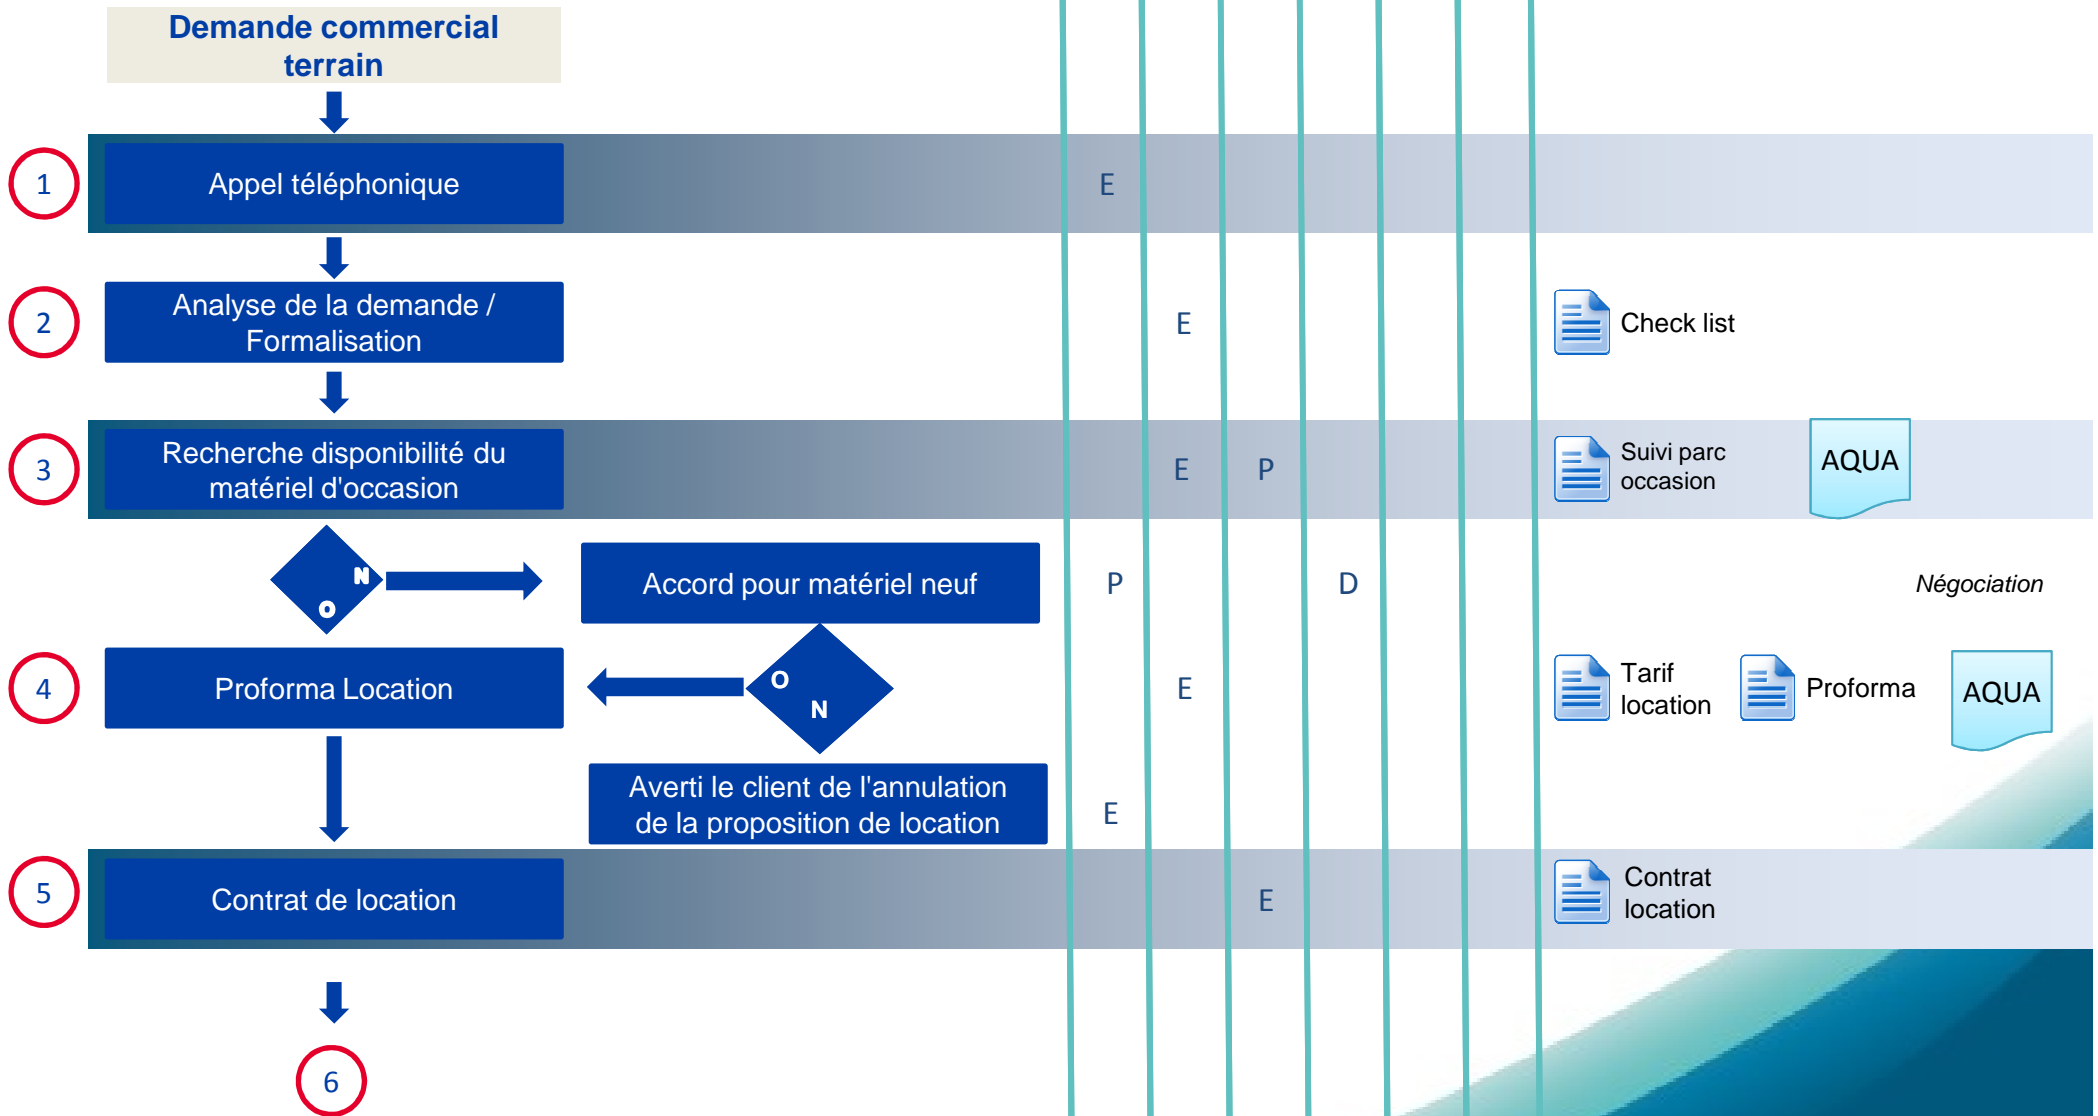 Demande commercial
terrain
1
Appel téléphonique
E
2
Analyse de la demande /
Formalisation
E
Check list
3
Recherche disponibilité du
matériel d'occasion
E
P
Suivi parc
occasion
AQUA
N
O
Accord pour matériel neuf
P
D
Négociation
4
Proforma Location
O
N
E
Tarif
location
Proforma
AQUA
Averti le client de l'annulation
de la proposition de location
E
5
Contrat de location
E
Contrat
location
6